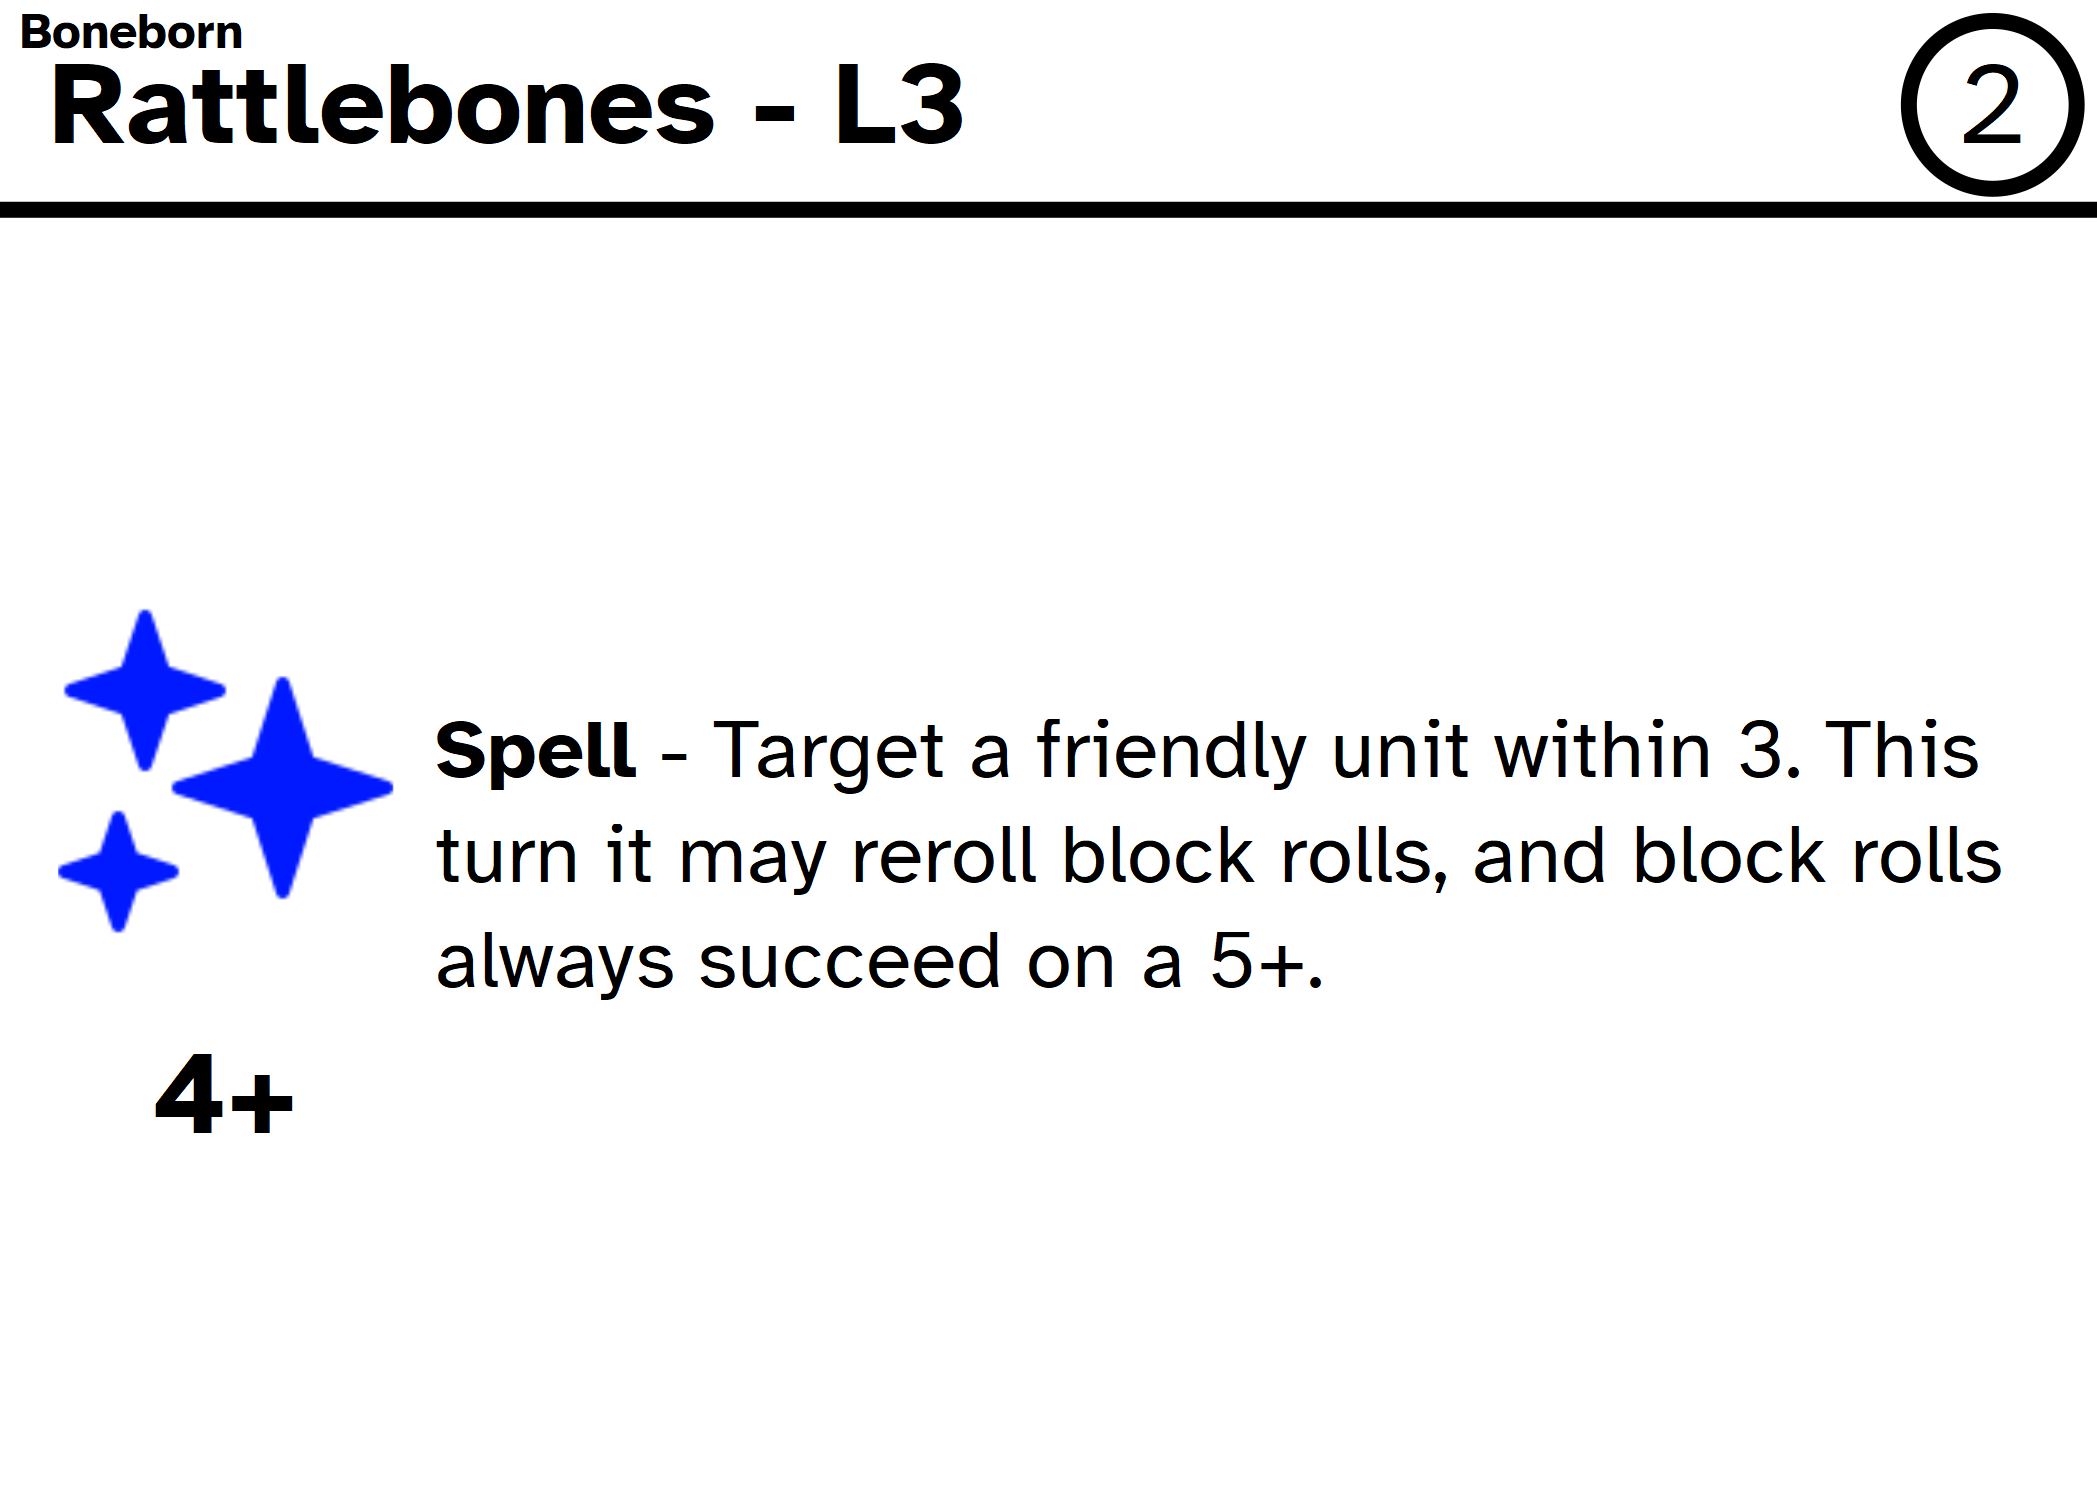 Boneborn
Rattlebones - L3
2
Spell - Target a friendly unit within 3. This
turn it may reroll block rolls, and block rolls
always succeed on a 5+.
4+